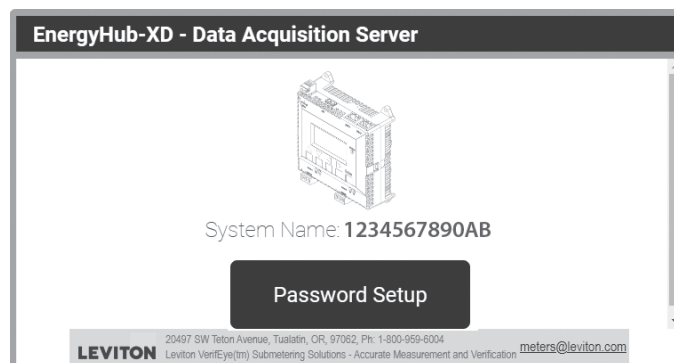 EnergyHub-XD - Data Acquisition Server
System Name: 1234567890AB
Password Setup
LEVITON
20497 SW Teton Avenue, Tualatin, OR, 97062, Ph: 1-800-959-6004
Leviton VerifEye(tm) Submetering Solutions - Accurate Measurement and Verification
meters@leviton.com